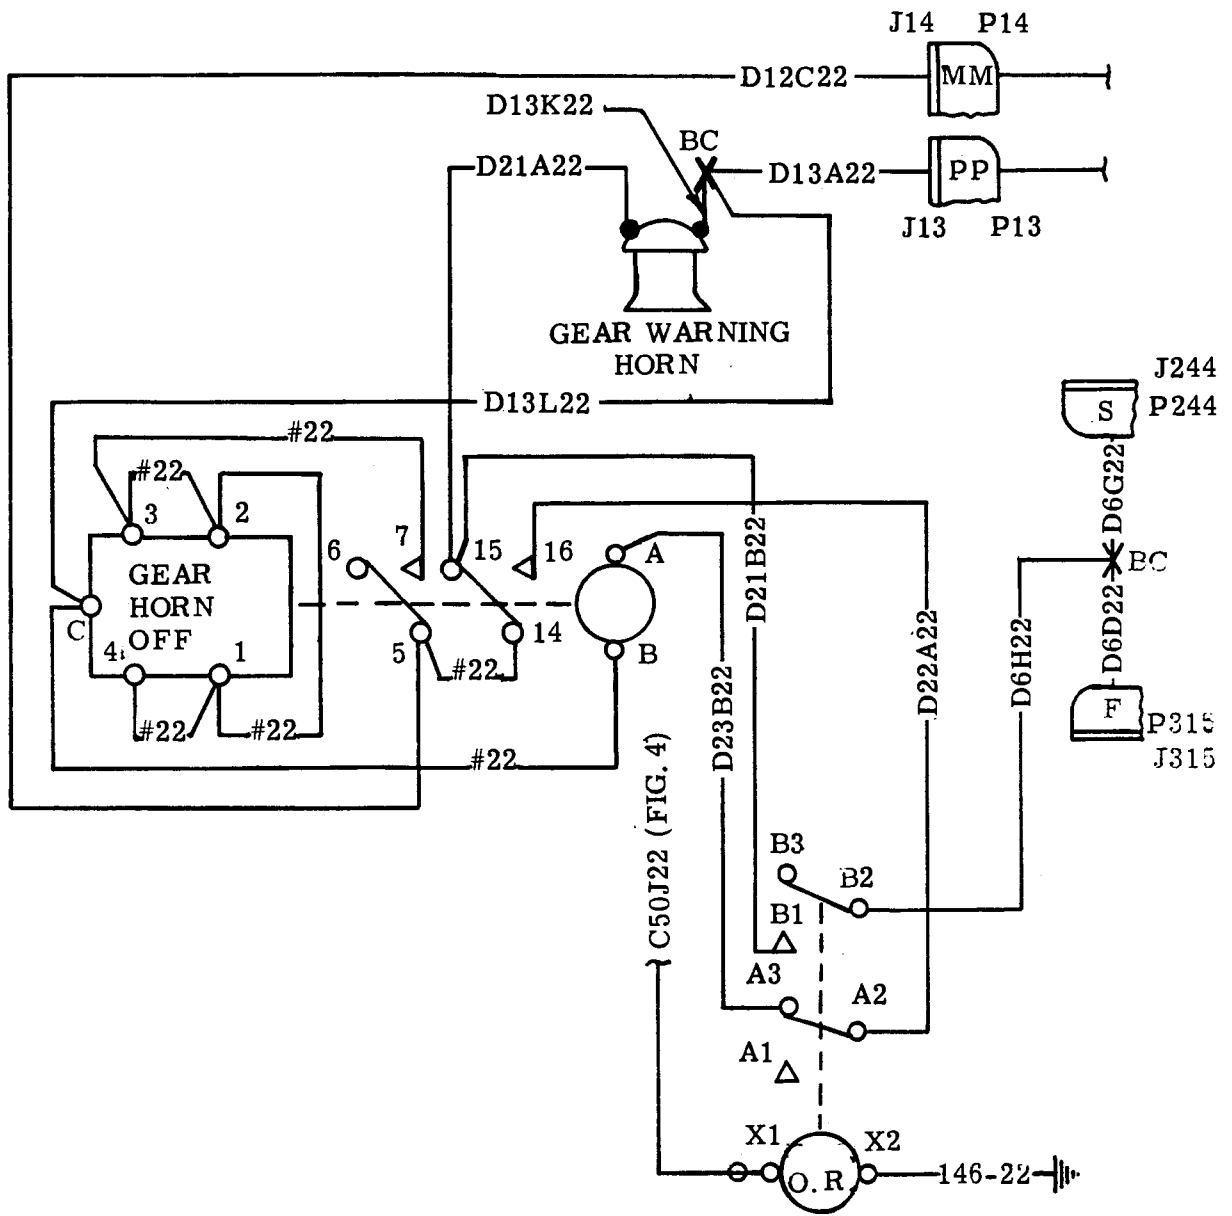 J14 P14
D12C22
MM
D13K22
BC
D21A22
D13A22
PP
J13 P13
GEAR WARNING
HORN
J244
S
P244
D13L22
#22
#22
D6G22
3
2
6
7
15
16
A
D21B22
BC
GEAR
HORN
OFF
C
D6D22
4
1
5
14
B
#22
D22A22
D6H22
F
P315
J315
#22
#22
#22
D23B22
C50J22 (FIG. 4)
B3
B2
B1
A3
A2
A1
X1
X2
O.R.
146-22